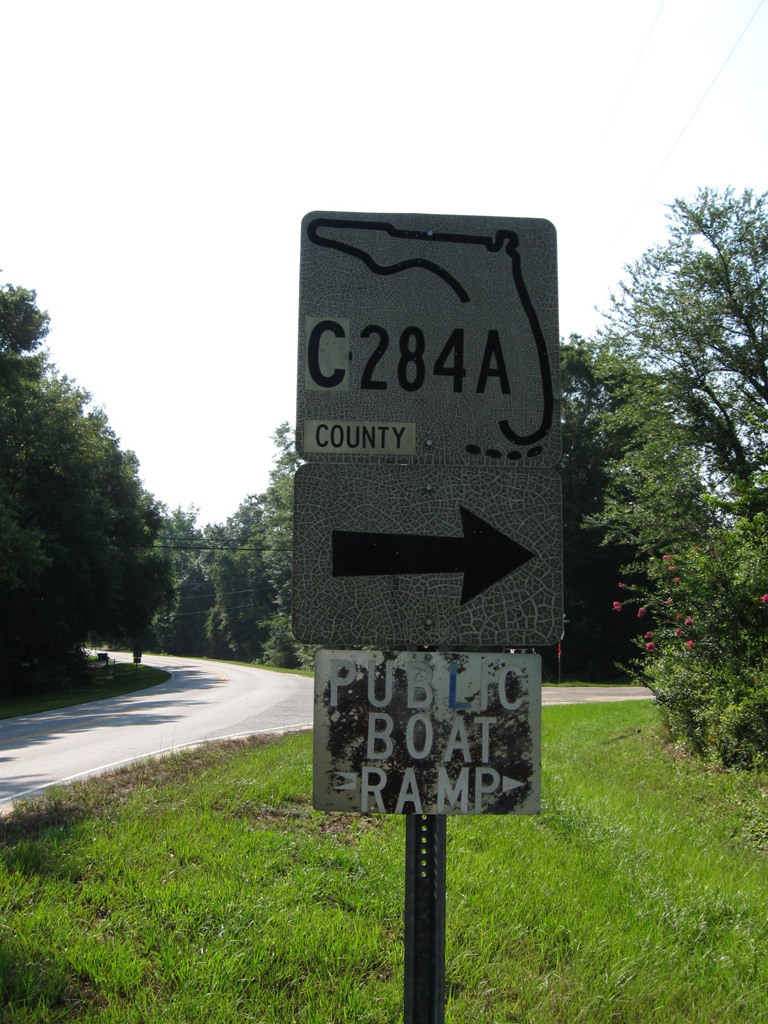 C-284A
COUNTY
PUBLIC
BOAT
RAMP